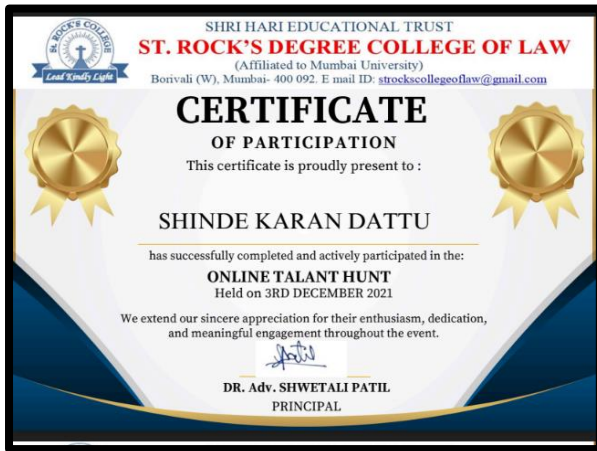 ST. ROCK'S COLLEGE
Lead Kindly Light
SHRI HARI EDUCATIONAL TRUST
ST. ROCK'S DEGREE COLLEGE OF LAW
(Affiliated to Mumbai University)
Borivali (W), Mumbai- 400 092. E mail ID: strockscollegeoflaw@gmail.com
CERTIFICATE
OF PARTICIPATION
This certificate is proudly present to :
SHINDE KARAN DATTU
has successfully completed and actively participated in the:
ONLINE TALANT HUNT
Held on 3RD DECEMBER 2021
We extend our sincere appreciation for their enthusiasm, dedication,
and meaningful engagement throughout the event.
Patil
DR. Adv. SHWETALI PATIL
PRINCIPAL